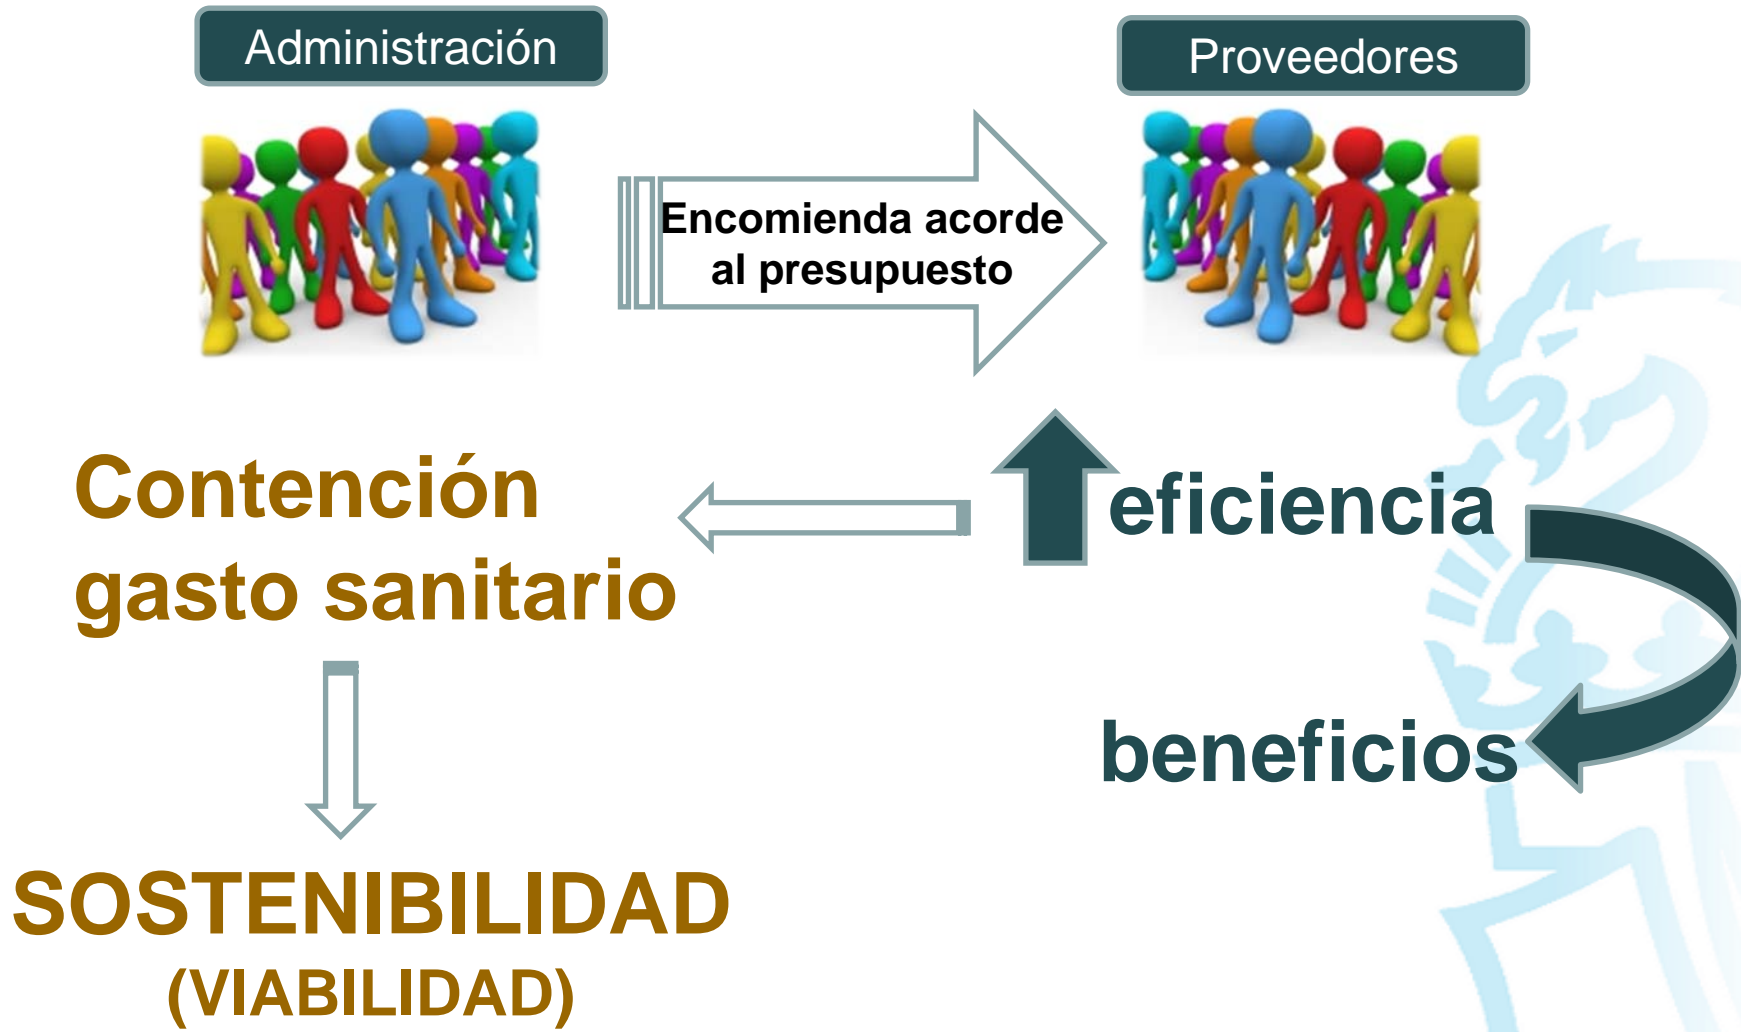 Administración
Proveedores
Encomienda acorde
al presupuesto
Contención
gasto sanitario
eficiencia
beneficios
SOSTENIBILIDAD
(VIABILIDAD)